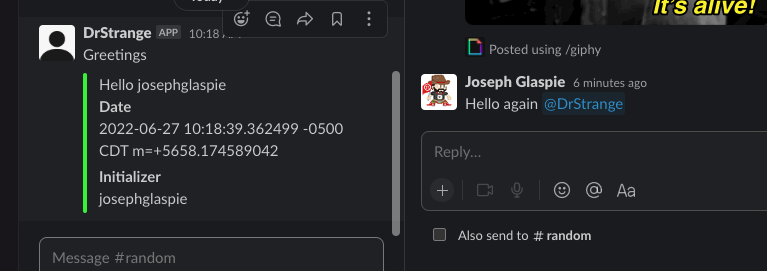 DrStrange APP 10:18
Greetings
Hello josephglaspie
Date
2022-06-27 10:18:39.362499 -0500
CDT m=+5658.174589042
Initializer
josephglaspie
Message #random
It's alive!
Posted using /giphy
Joseph Glaspie 6 minutes ago
Hello again @DrStrange
Reply...
Aa
Also send to # random